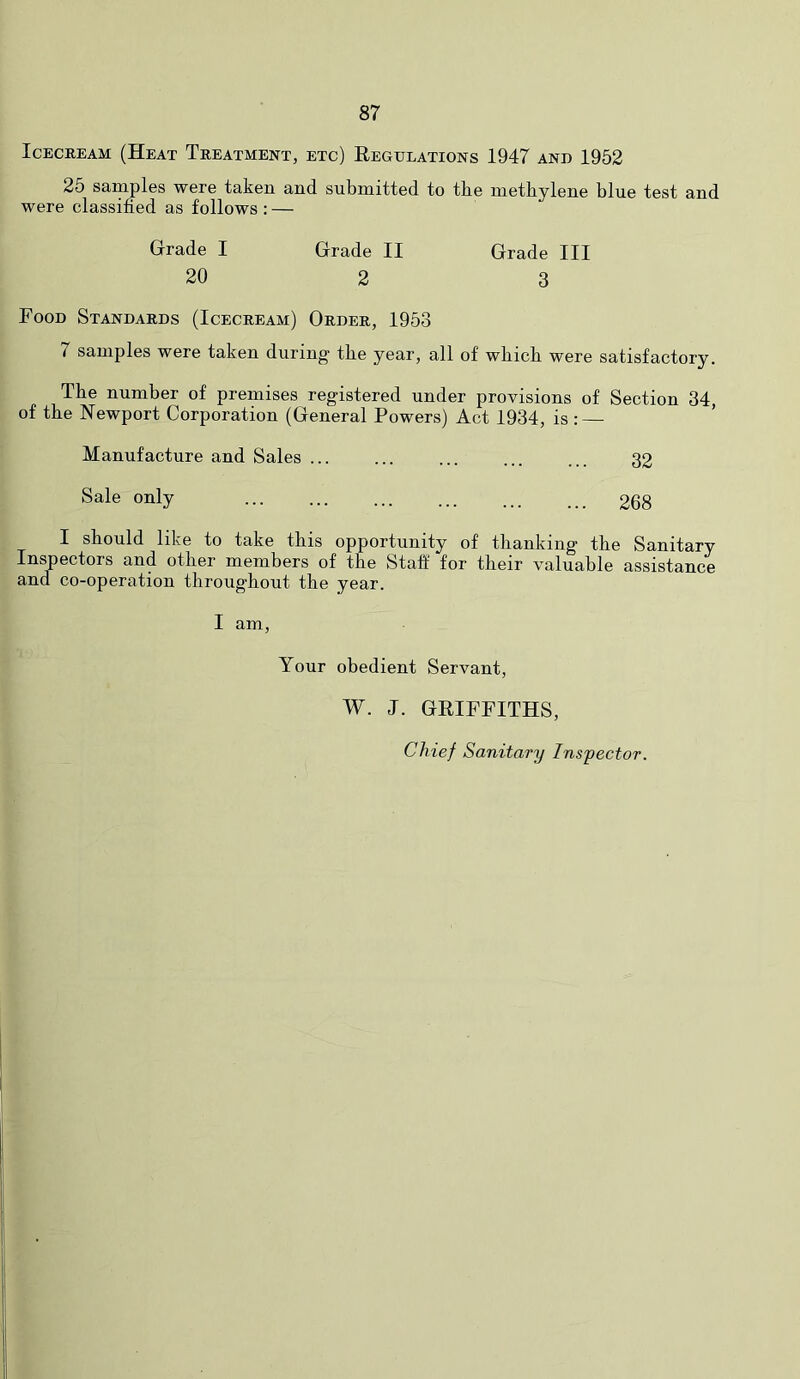 87
Icecream (Heat Treatment, etc) Regulations 1947 and 1952
25 samples were taken and submitted to the methylene blue test and
were classified as follows : —
Grade I Grade II Grade III
20 2 3
Food Standards (Icecream) Order, 1953
7 samples were taken during the year, all of which were satisfactory.
The number of premises registered under provisions of Section 34,
of the Newport Corporation (General Powers) Act 1934, is : —
Manufacture and Sales ... ... ... ... ... 32
Sale only ... ... ... ... ... ... 268
I should like to take this opportunity of thanking the Sanitary
Inspectors and other members of the Staff for their valuable assistance
and co-operation throughout the year.
I am,
Your obedient Servant,
W. J. GRIFFITHS,
Chief Sanitary Inspector.